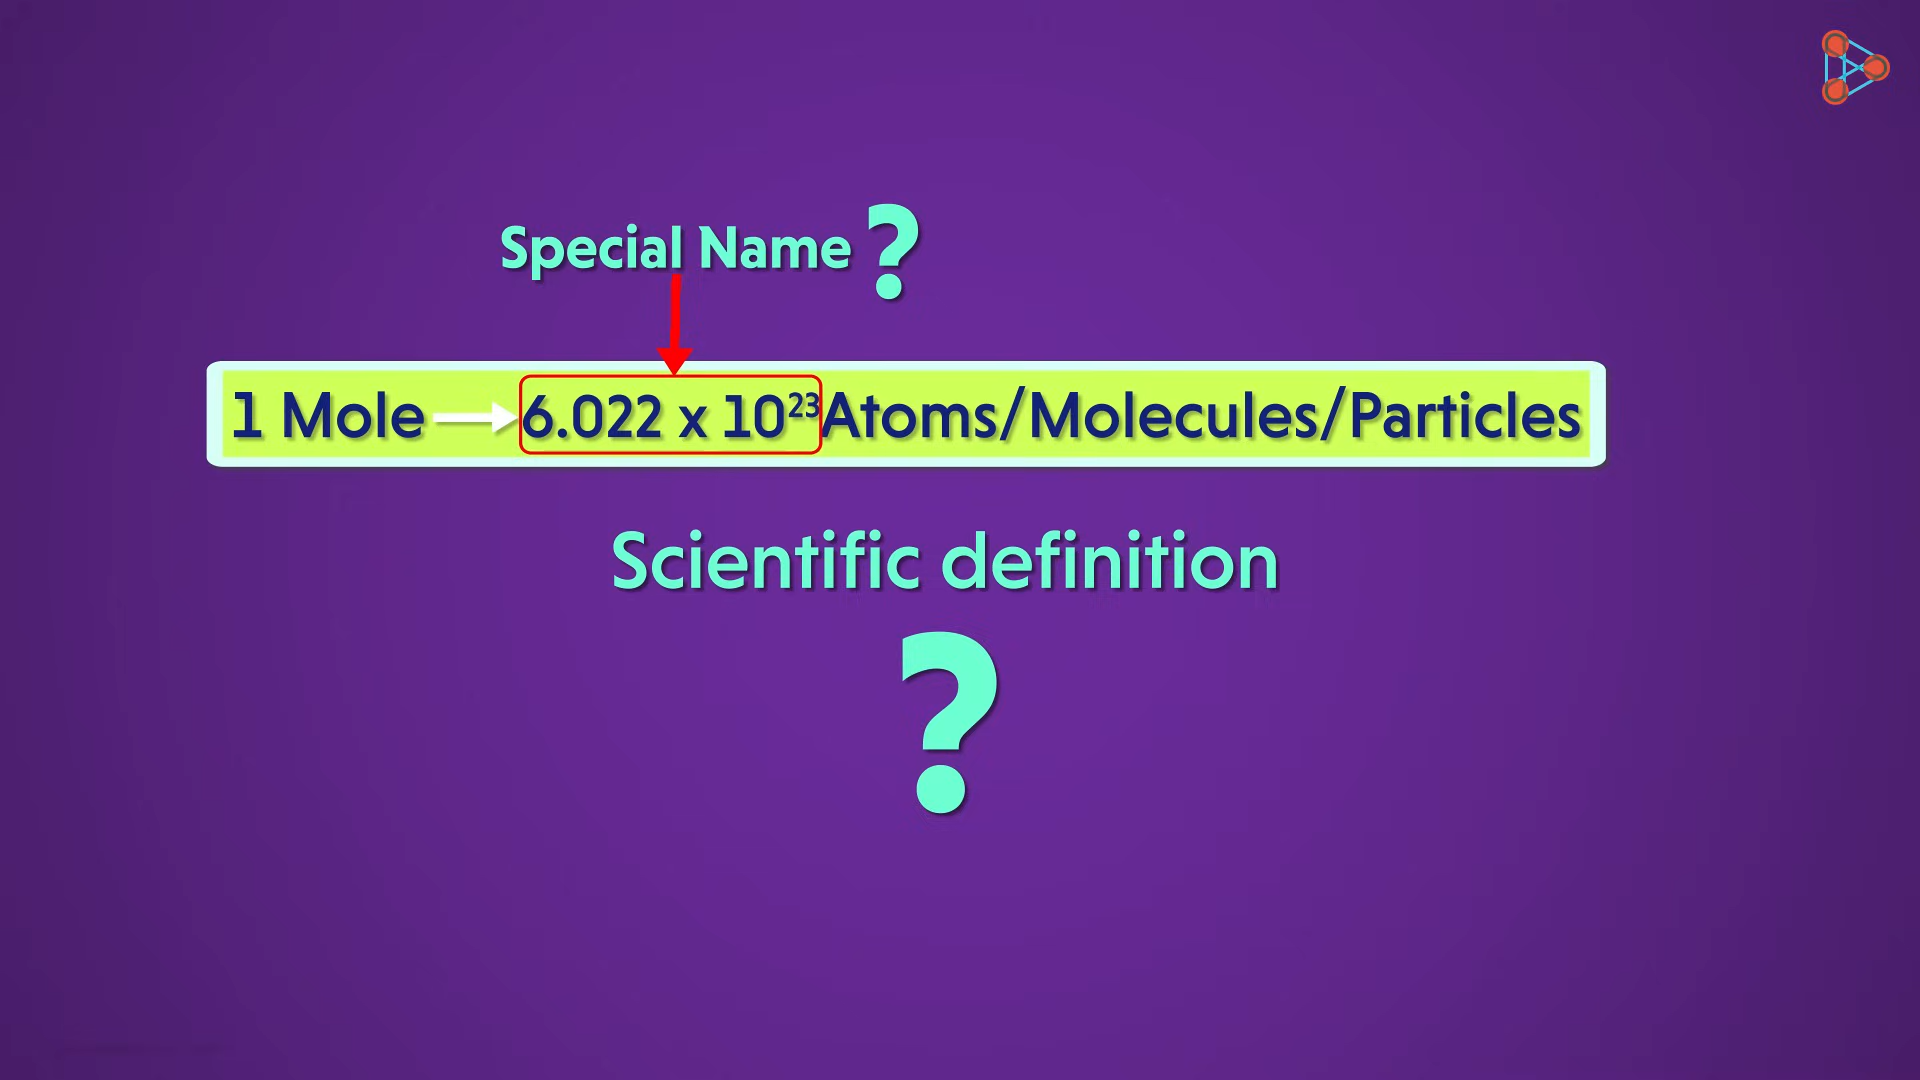 Special Name ?
1 Mole → 6.022 x 10²³ Atoms/Molecules/Particles
Scientific definition
?